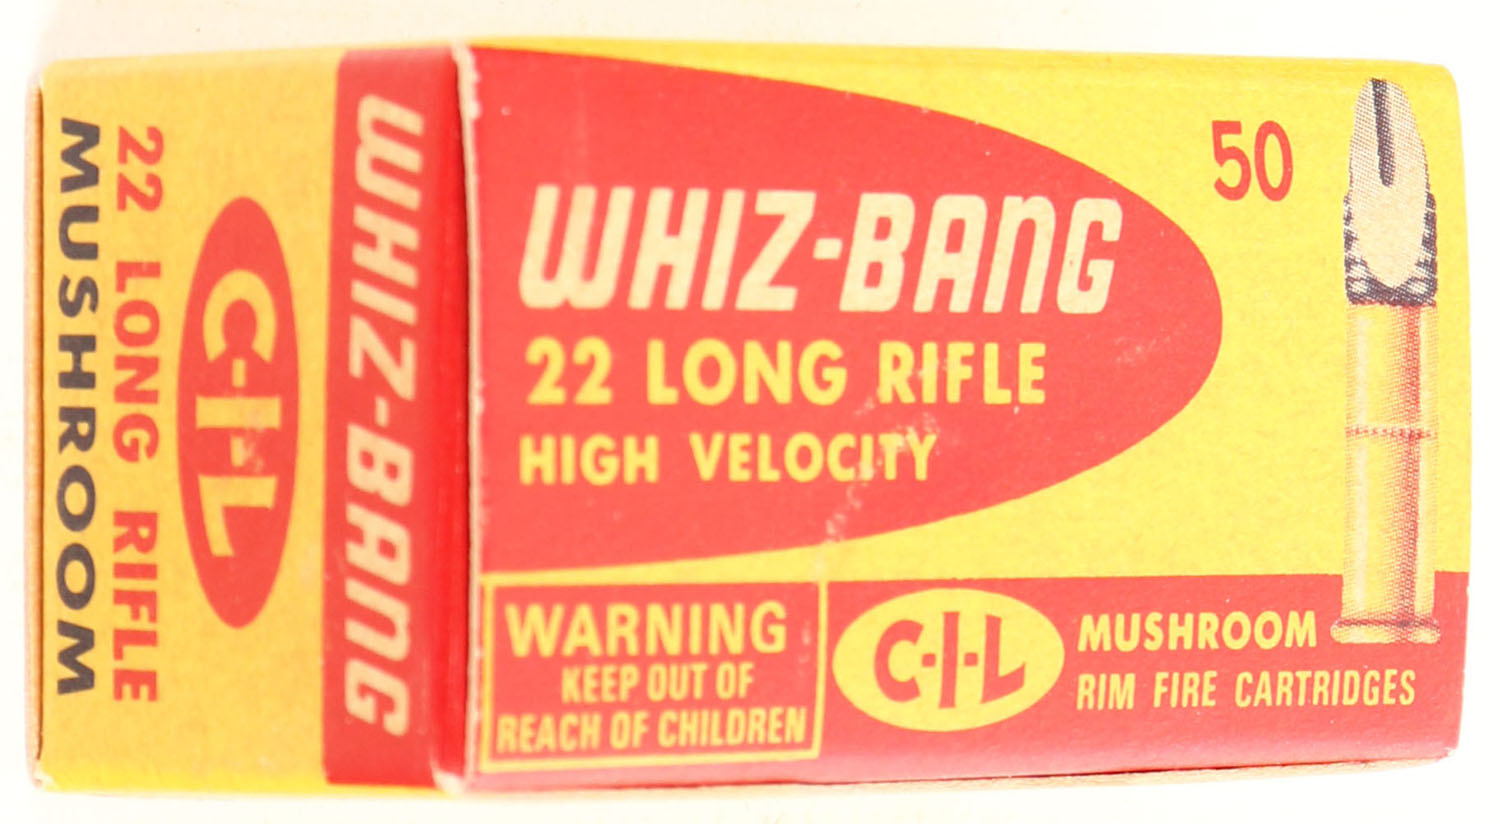 22 LONG RIFLE
MUSHROOM
C-I-L
WHIZ-BANG
WHIZ-BANG
22 LONG RIFLE
HIGH VELOCITY
50
WARNING
KEEP OUT OF
REACH OF CHILDREN
C-I-L
MUSHROOM
RIM FIRE CARTRIDGES